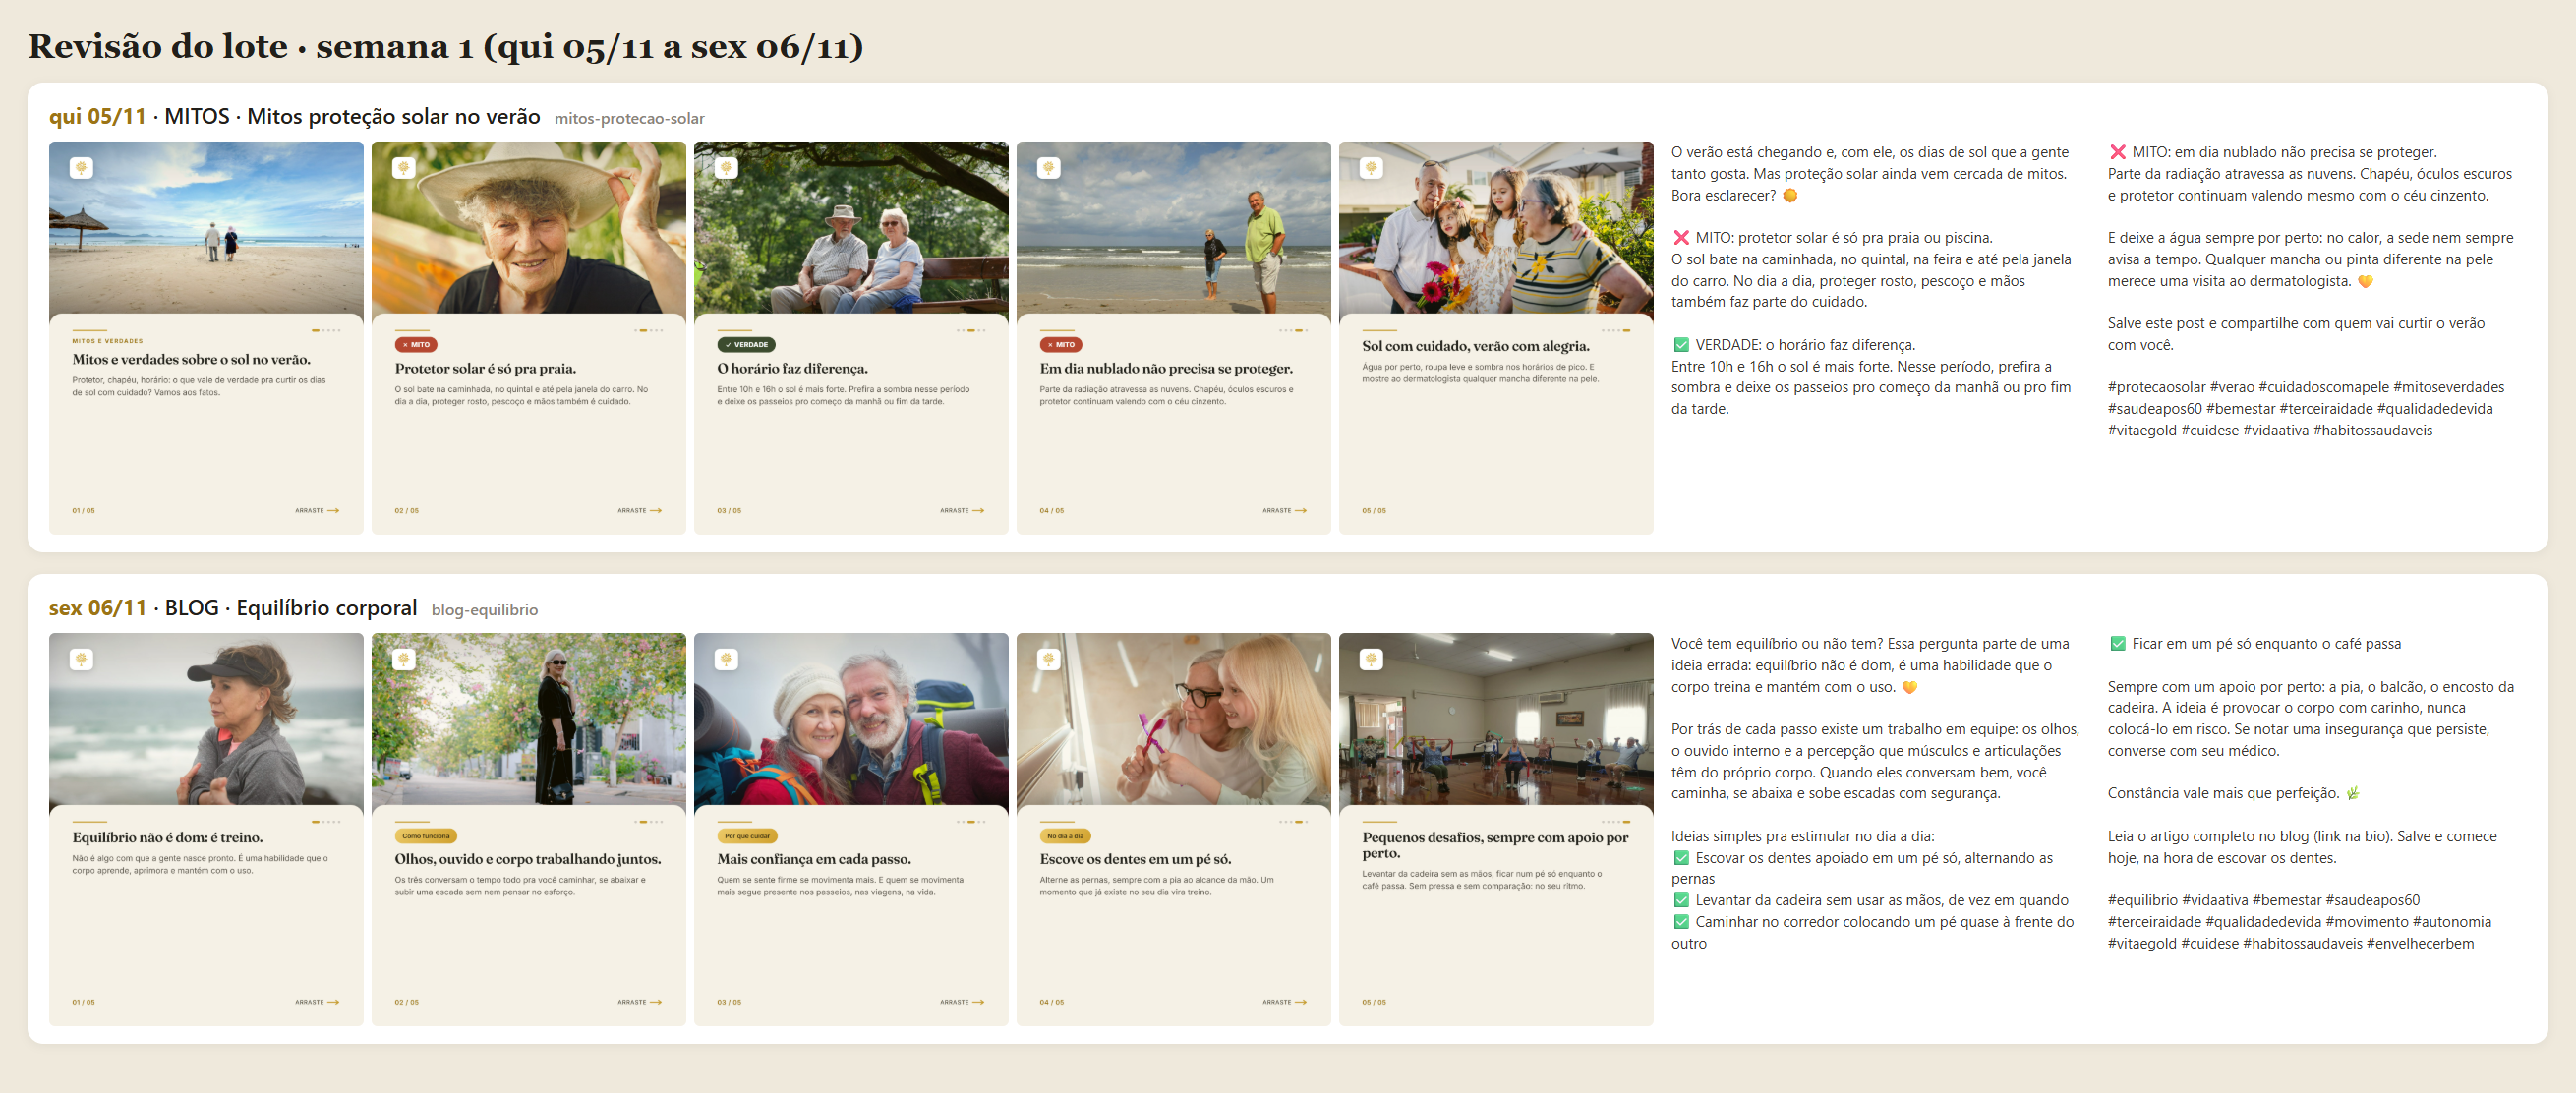 Revisão do lote · semana 1 (qui 05/11 a sex 06/11)
qui 05/11 · MITOS · Mitos proteção solar no verão mitos-protecao-solar
MITOS E VERDADES
Mitos e verdades sobre o sol no verão.
Protetor, chapéu, horário: o que vale de verdade pra curtir os dias
de sol com cuidado? Vamos aos fatos.
01 / 05
ARRASTE →
× MITO
Protetor solar é só pra praia.
O sol bate na caminhada, no quintal e até pela janela do carro. No
dia a dia, proteger rosto, pescoço e mãos também é cuidado.
02 / 05
ARRASTE →
✓ VERDADE
O horário faz diferença.
Entre 10h e 16h o sol é mais forte. Prefira a sombra nesse período
e deixe os passeios pro começo da manhã ou fim da tarde.
03 / 05
ARRASTE →
× MITO
Em dia nublado não precisa se proteger.
Parte da radiação atravessa as nuvens. Chapéu, óculos escuros e
protetor continuam valendo com o céu cinzento.
04 / 05
ARRASTE →
Sol com cuidado, verão com alegria.
Água por perto, roupa leve e sombra nos horários de pico. E
mostre ao dermatologista qualquer mancha diferente na pele.
05 / 05
O verão está chegando e, com ele, os dias de sol que a gente
tanto gosta. Mas proteção solar ainda vem cercada de mitos.
Bora esclarecer? 🌞
❌ MITO: protetor solar é só pra praia ou piscina.
O sol bate na caminhada, no quintal, na feira e até pela janela
do carro. No dia a dia, proteger rosto, pescoço e mãos
também faz parte do cuidado.
✅ VERDADE: o horário faz diferença.
Entre 10h e 16h o sol é mais forte. Nesse período, prefira a
sombra e deixe os passeios pro começo da manhã ou pro fim
da tarde.
❌ MITO: em dia nublado não precisa se proteger.
Parte da radiação atravessa as nuvens. Chapéu, óculos escuros
e protetor continuam valendo mesmo com o céu cinzento.
E deixe a água sempre por perto: no calor, a sede nem sempre
avisa a tempo. Qualquer mancha ou pinta diferente na pele
merece uma visita ao dermatologista. 💛
Salve este post e compartilhe com quem vai curtir o verão
com você.
#protecaosolar #verao #cuidadoscomapele #mitoseverdades
#saudeapos60 #bemestar #terceiraidade #qualidadedevida
#vitaegold #cuidese #vidaativa #habitossaudaveis
sex 06/11 · BLOG · Equilíbrio corporal blog-equilibrio
Equilíbrio não é dom: é treino.
Não é algo com que a gente nasce pronto. É uma habilidade que o
corpo aprende, aprimora e mantém com o uso.
01 / 05
ARRASTE →
Como funciona
Olhos, ouvido e corpo trabalhando juntos.
Os três conversam o tempo todo pra você caminhar, se abaixar e
subir uma escada sem nem pensar no esforço.
02 / 05
ARRASTE →
Por que cuidar
Mais confiança em cada passo.
Quem se sente firme se movimenta mais. E quem se movimenta
mais segue presente nos passeios, nas viagens, na vida.
03 / 05
ARRASTE →
No dia a dia
Escove os dentes em um pé só.
Alterne as pernas, sempre com a pia ao alcance da mão. Um
momento que já existe no seu dia vira treino.
04 / 05
ARRASTE →
Pequenos desafios, sempre com apoio por
perto.
Levantar da cadeira sem as mãos, ficar num pé só enquanto o
café passa. Sem pressa e sem comparação: no seu ritmo.
05 / 05
Você tem equilíbrio ou não tem? Essa pergunta parte de uma
ideia errada: equilíbrio não é dom, é uma habilidade que o
corpo treina e mantém com o uso. 💛
Por trás de cada passo existe um trabalho em equipe: os olhos,
o ouvido interno e a percepção que músculos e articulações
têm do próprio corpo. Quando eles conversam bem, você
caminha, se abaixa e sobe escadas com segurança.
Ideias simples pra estimular no dia a dia:
✅ Escovar os dentes apoiado em um pé só, alternando as
pernas
✅ Levantar da cadeira sem usar as mãos, de vez em quando
✅ Caminhar no corredor colocando um pé quase à frente do
outro
✅ Ficar em um pé só enquanto o café passa
Sempre com um apoio por perto: a pia, o balcão, o encosto da
cadeira. A ideia é provocar o corpo com carinho, nunca
colocá-lo em risco. Se notar uma insegurança que persiste,
converse com seu médico.
Constância vale mais que perfeição. 🌿
Leia o artigo completo no blog (link na bio). Salve e comece
hoje, na hora de escovar os dentes.
#equilibrio #vidaativa #bemestar #saudeapos60
#terceiraidade #qualidadedevida #movimento #autonomia
#vitaegold #cuidese #habitossaudaveis #envelhecerbem